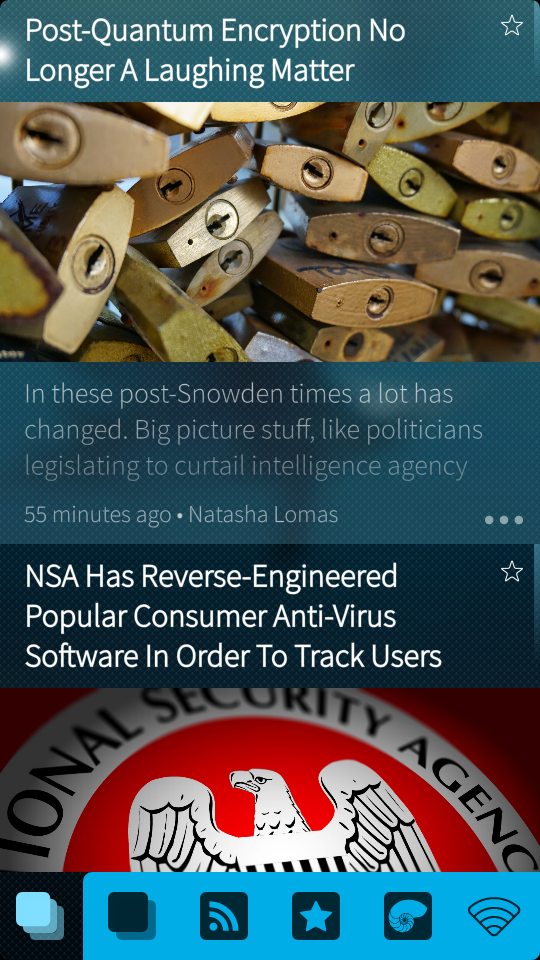 Post-Quantum Encryption No
Longer A Laughing Matter
In these post-Snowden times a lot has
changed. Big picture stuff, like politicians
legislating to curtail intelligence agency
55 minutes ago • Natasha Lomas
NSA Has Reverse-Engineered
Popular Consumer Anti-Virus
Software In Order To Track Users
IONAL SECURITY AGENC